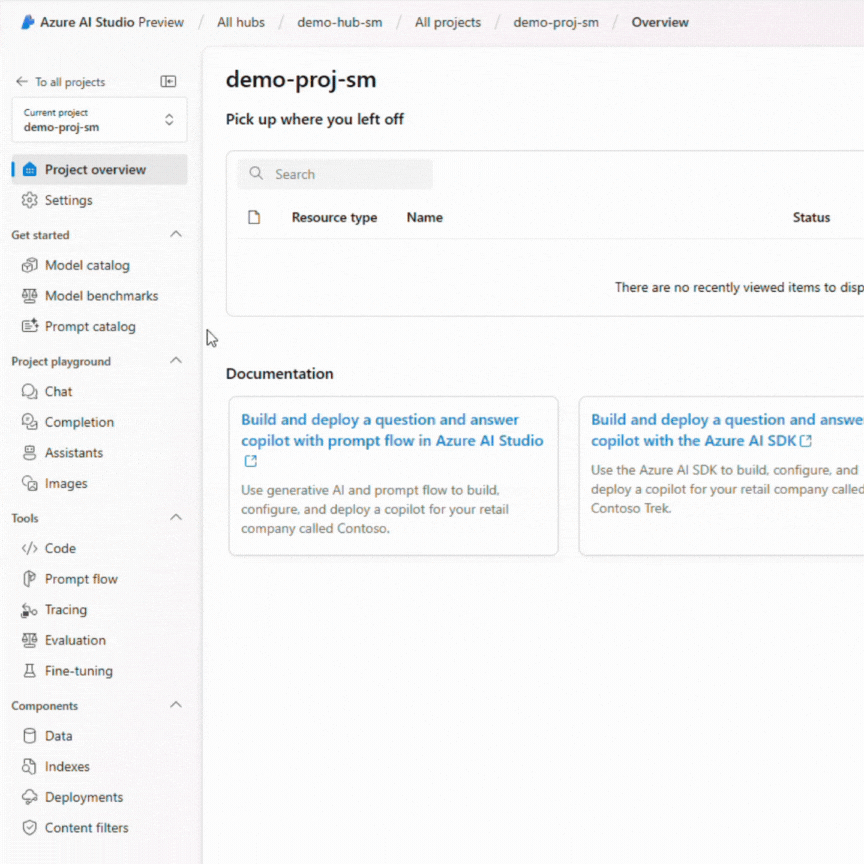 Azure AI Studio Preview / All hubs / demo-hub-sm / All projects / demo-proj-sm / Overview
To all projects
Current project
demo-proj-sm
Project overview
Settings
Get started
Model catalog
Model benchmarks
Prompt catalog
Project playground
Chat
Completion
Assistants
Images
Tools
Code
Prompt flow
Tracing
Evaluation
Fine-tuning
Components
Data
Indexes
Deployments
Content filters
demo-proj-sm
Pick up where you left off
Search
Resource type Name Status
There are no recently viewed items to disp
Documentation
Build and deploy a question and answer
copilot with prompt flow in Azure AI Studio
Use generative AI and prompt flow to build,
configure, and deploy a copilot for your retail
company called Contoso.
Build and deploy a question and answe
copilot with the Azure AI SDK
Use the Azure AI SDK to build, configure, and
deploy a copilot for your retail company called
Contoso Trek.